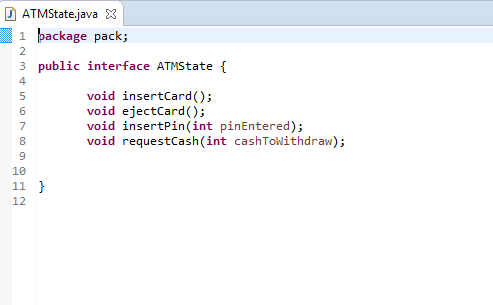 ATMState.java
1 package pack;
2
3 public interface ATMState {
4
5 void insertCard();
6 void ejectCard();
7 void insertPin(int pinEntered);
8 void requestCash(int cashToWithdraw);
9
10
11 }
12